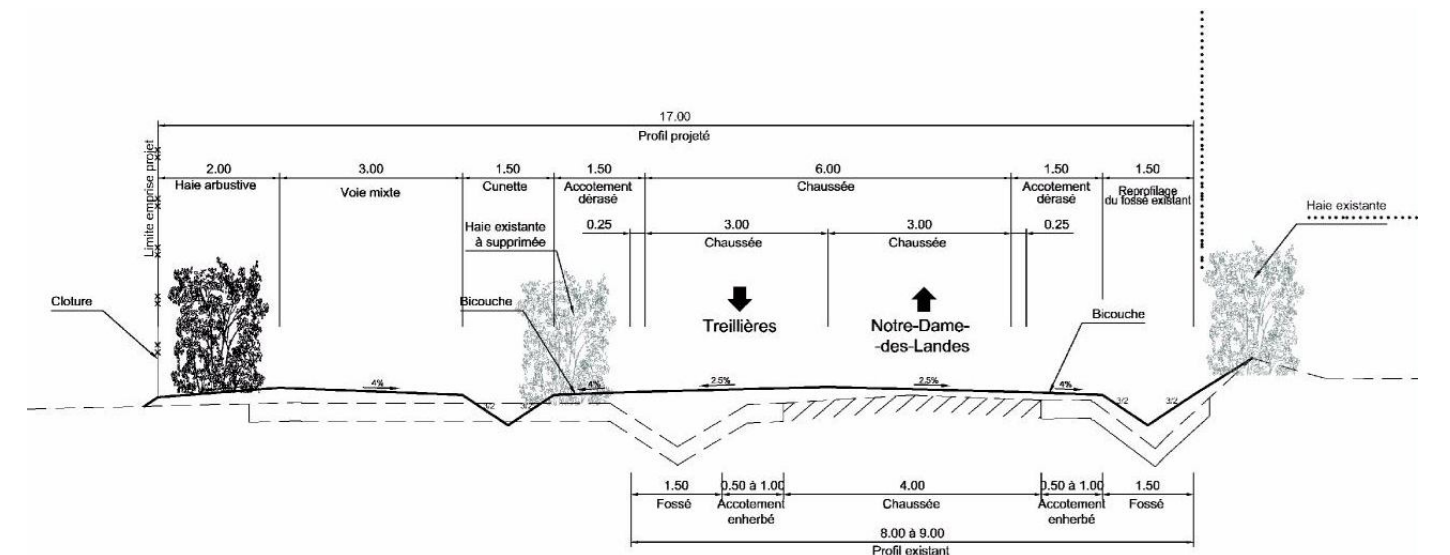 17.00
Profil projeté
Limite emprise projet
2.00
Haie arbustive
3.00
Voie mixte
1.50
Cunette
1.50
Accotement
dérasé
6.00
Chaussée
1.50
Accotement
dérasé
1.50
Reprofilage
du fossé existant
Haie existante
à supprimée
0.25
3.00
Chaussée
3.00
Chaussée
0.25
Haie existante
Cloture
Bicouche
Treillières
Notre-Dame-
-des-Landes
Bicouche
4%
4%
2.5%
2.5%
4%
3/2
3/2
3/2
1.50
Fossé
0.50 à 1.00
Accotement
enherbé
4.00
Chaussée
0.50 à 1.00
Accotement
enherbé
1.50
Fossé
8.00 à 9.00
Profil existant